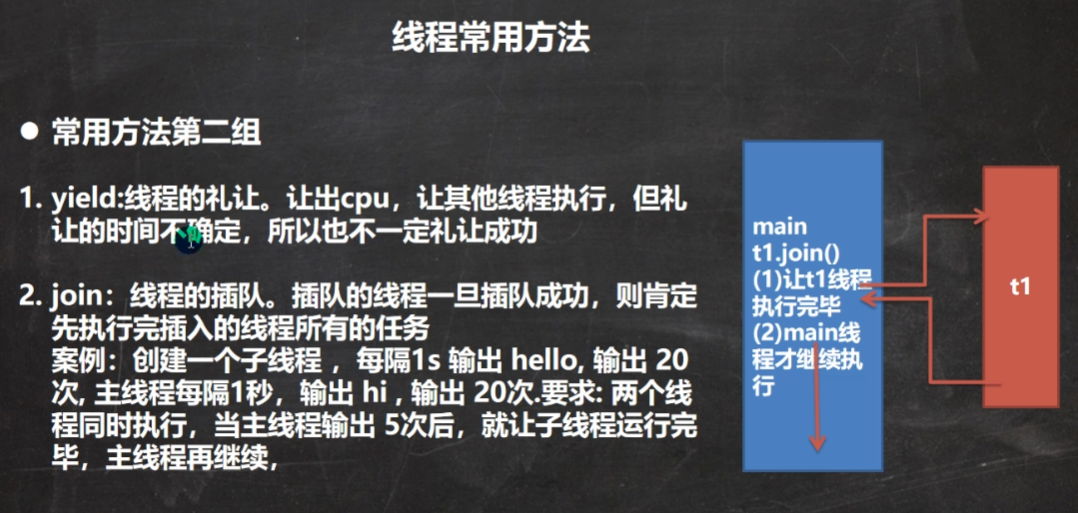 线程常用方法
● 常用方法第二组
1. yield:线程的礼让。让出cpu，让其他线程执行，但礼
让的时间不确定，所以也不一定礼让成功
2. join：线程的插队。插队的线程一旦插队成功，则肯定
先执行完插入的线程所有的任务
案例：创建一个子线程 ，每隔1s 输出 hello, 输出 20
次, 主线程每隔1秒，输出 hi , 输出 20次.要求: 两个线
程同时执行，当主线程输出 5次后，就让子线程运行完
毕，主线程再继续，
main
t1.join()
(1)让t1线程
执行完毕
(2)main线
程才继续执
行
t1